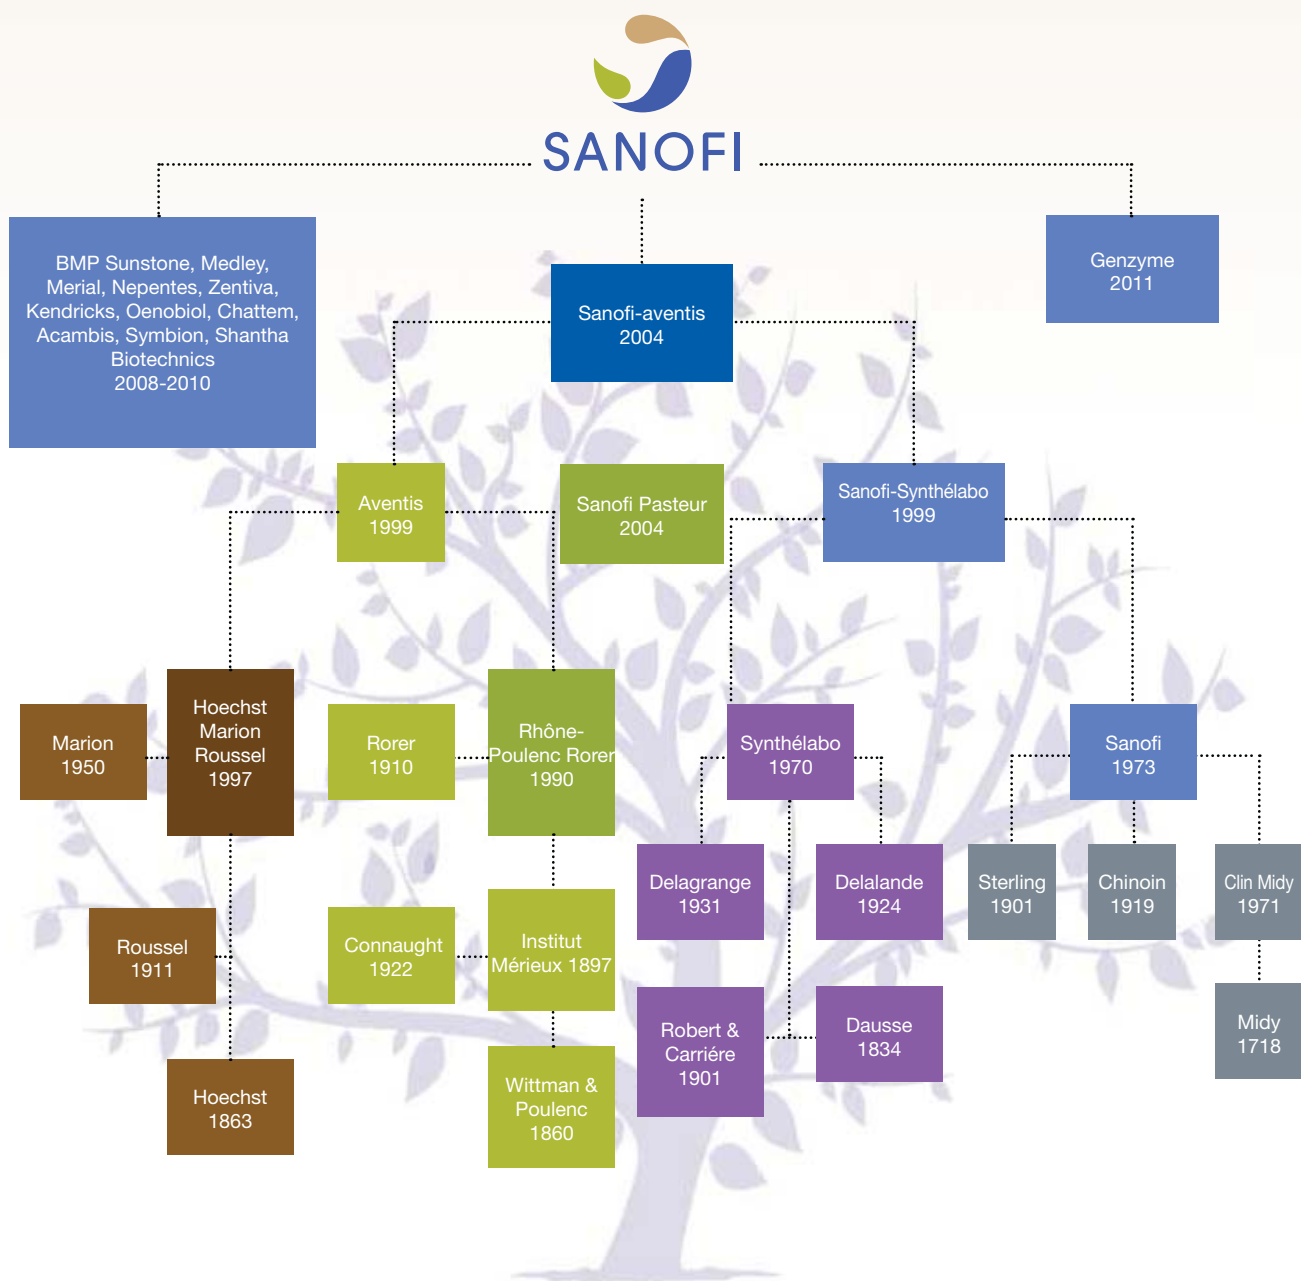 SANOFI
BMP Sunstone, Medley,
Merial, Nepentes, Zentiva,
Kendricks, Oenobiol, Chattem,
Acambis, Symbion, Shantha
Biotechnics
2008-2010
Sanofi-aventis
2004
Genzyme
2011
Aventis
1999
Sanofi Pasteur
2004
Sanofi-Synthélabo
1999
Marion
1950
Hoechst
Marion
Roussel
1997
Rorer
1910
Rhône-
Poulenc Rorer
1990
Synthélabo
1970
Sanofi
1973
Delagrange
1931
Delalande
1924
Sterling
1901
Chinoin
1919
Clin Midy
1971
Roussel
1911
Connaught
1922
Institut
Mérieux 1897
Robert &
Carriére
1901
Dausse
1834
Midy
1718
Hoechst
1863
Wittman &
Poulenc
1860